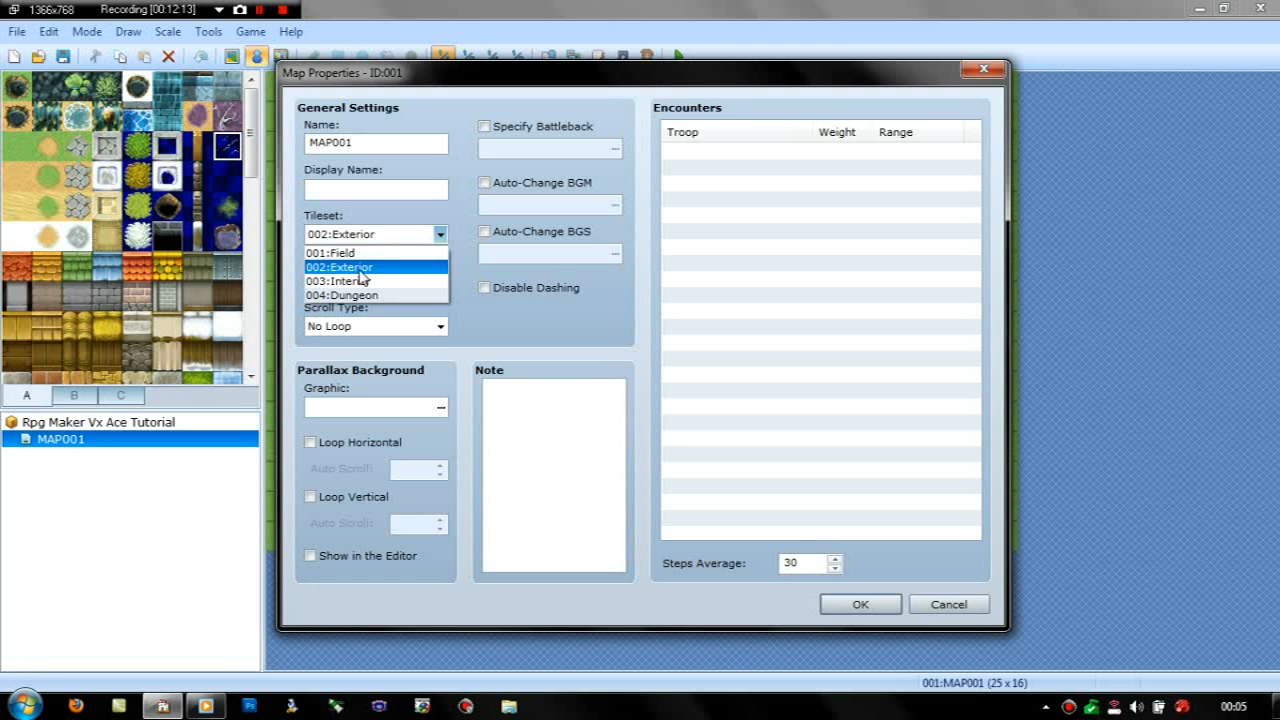 1366x768 Recording [00:12:13]
File Edit Mode Draw Scale Tools Game Help
Map Properties - ID:001
General Settings
Name:
MAP001
Display Name:
Tileset:
002:Exterior
001:Field
002:Exterior
003:Interior
004:Dungeon
Scroll Type:
No Loop
Specify Battleback
Auto-Change BGM
Auto-Change BGS
Disable Dashing
Parallax Background
Graphic:
Loop Horizontal
Auto Scroll:
Loop Vertical
Auto Scroll:
Show in the Editor
Note
Encounters
Troop Weight Range
Steps Average: 30
OK Cancel
A B C
Rpg Maker Vx Ace Tutorial
MAP001
001:MAP001 (25 x 16)
Ps
00:05